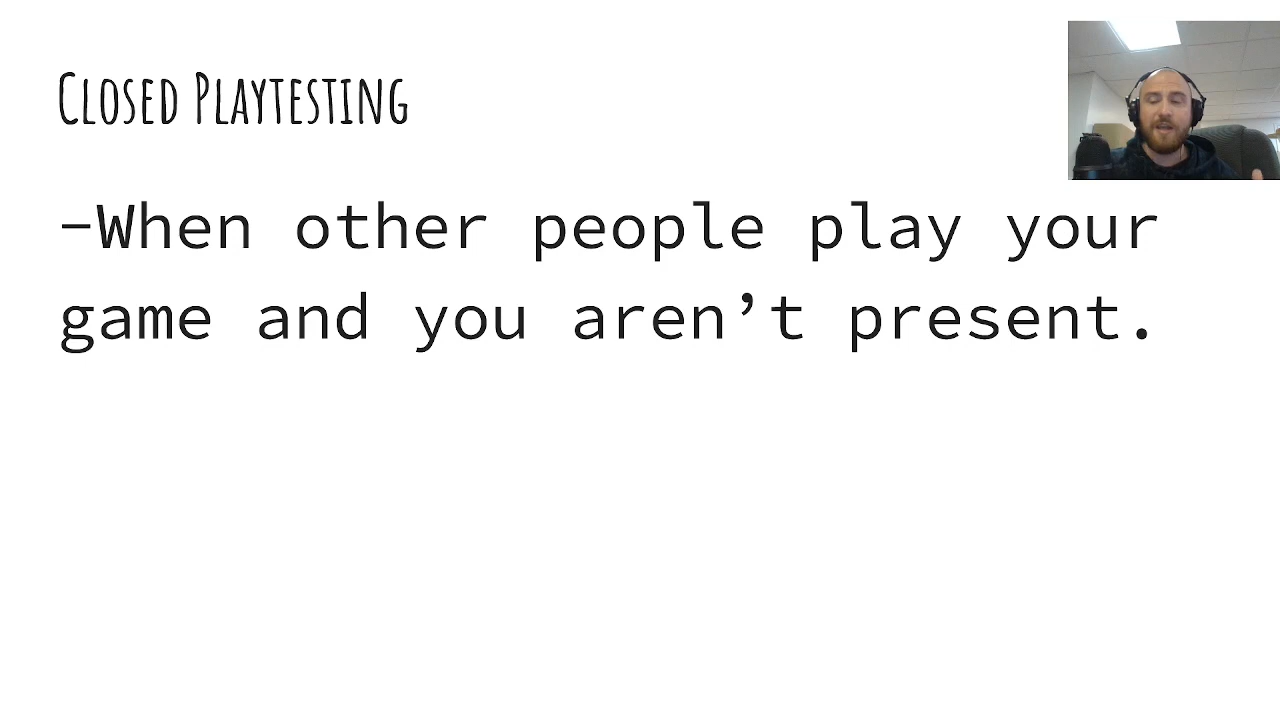 Closed Playtesting
-When other people play your
game and you aren’t present.